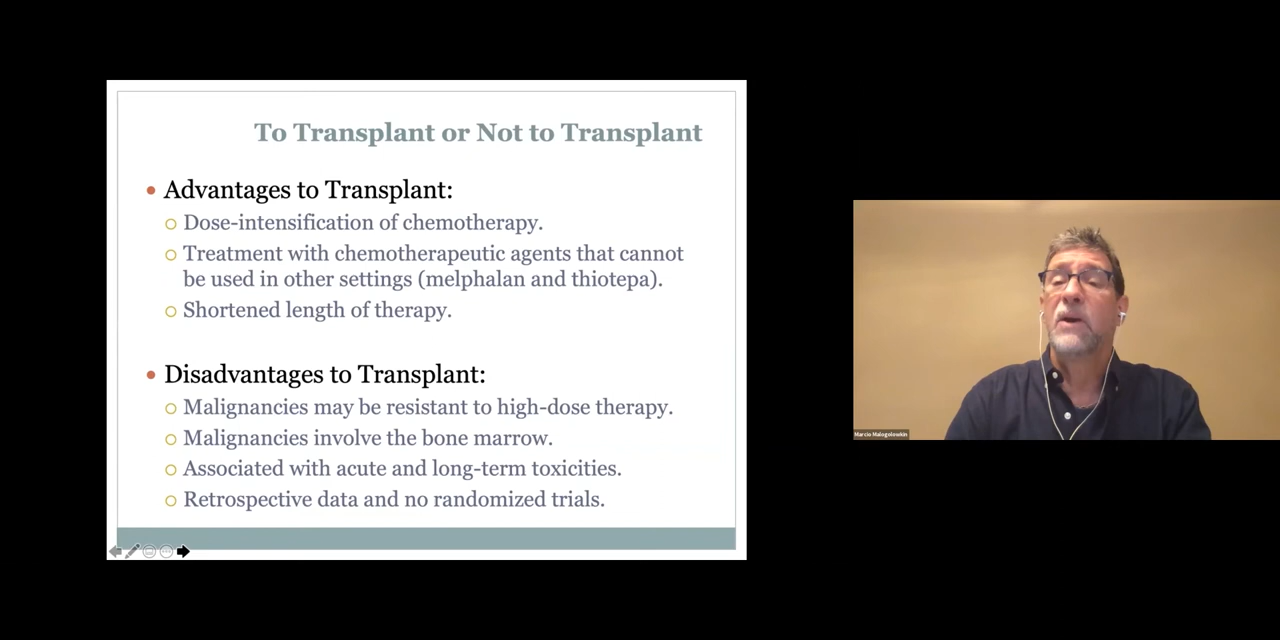 To Transplant or Not to Transplant
Advantages to Transplant:
Dose-intensification of chemotherapy.
Treatment with chemotherapeutic agents that cannot
be used in other settings (melphalan and thiotepa).
Shortened length of therapy.
Disadvantages to Transplant:
Malignancies may be resistant to high-dose therapy.
Malignancies involve the bone marrow.
Associated with acute and long-term toxicities.
Retrospective data and no randomized trials.
Marcio Malogolowkin